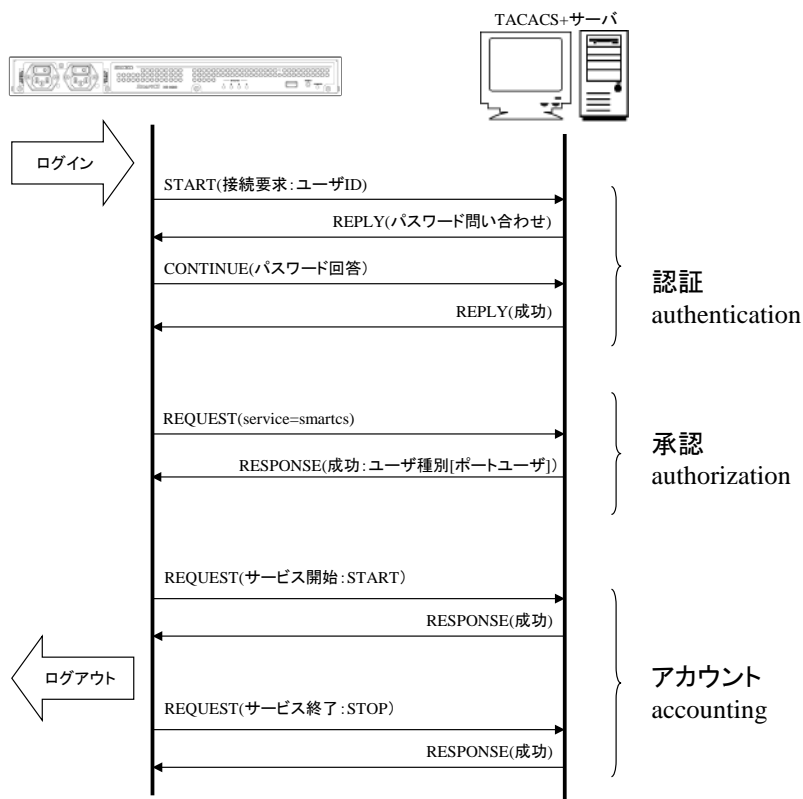 TACACS+サーバ
ログイン
START(接続要求:ユーザID)
REPLY(パスワード問い合わせ)
CONTINUE(パスワード回答)
REPLY(成功)
認証
authentication
REQUEST(service=smartcs)
RESPONSE(成功:ユーザ種別[ポートユーザ])
承認
authorization
REQUEST(サービス開始:START)
RESPONSE(成功)
ログアウト
REQUEST(サービス終了:STOP)
RESPONSE(成功)
アカウント
accounting